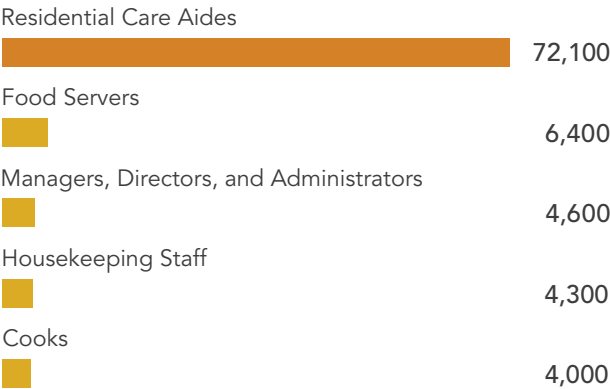 Residential Care Aides
72,100
Food Servers
6,400
Managers, Directors, and Administrators
4,600
Housekeeping Staff
4,300
Cooks
4,000